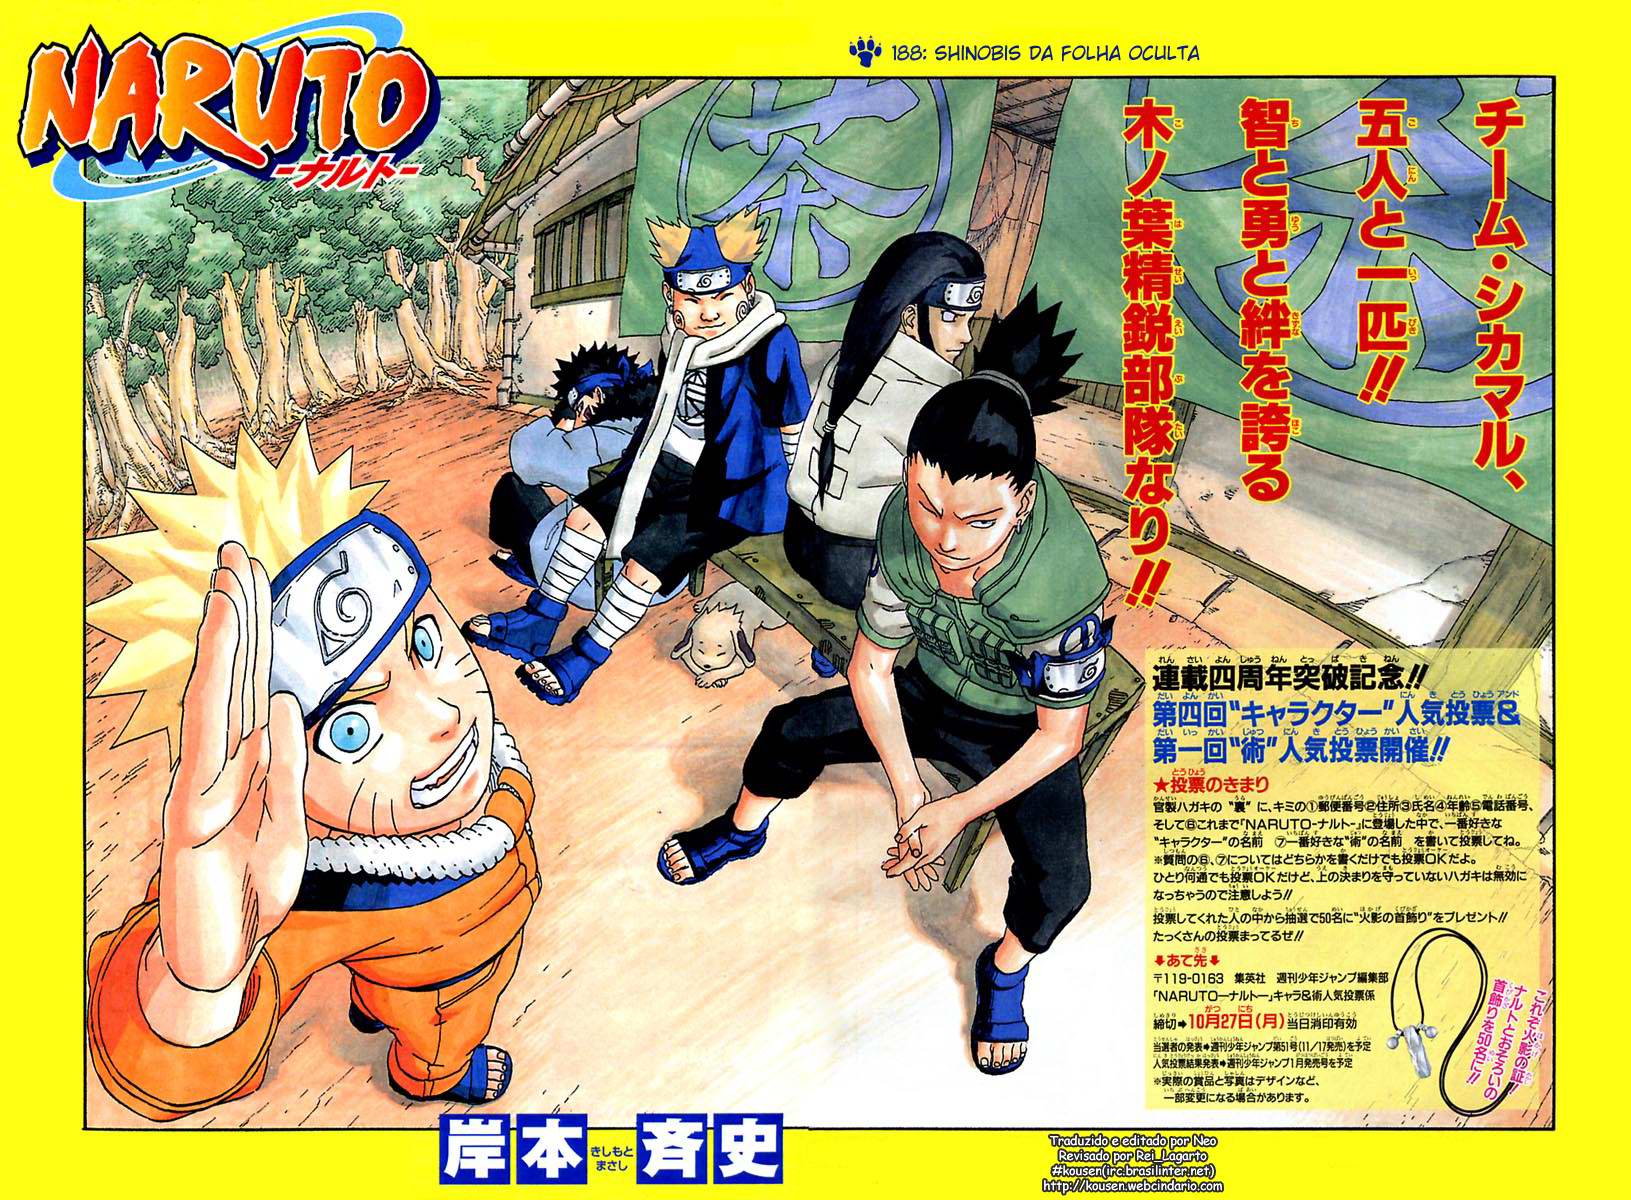 NARUTO
-ナルト-
188: SHINOBIS DA FOLHA OCULTA
チーム・シカマル、
五人と一匹!!
智と勇と絆を誇る
木ノ葉精鋭部隊なり!!
茶
茶
連載四周年突破記念!!
第四回“キャラクター”人気投票&
第一回“術”人気投票開催!!
★投票のきまり
官製ハガキの“裏”に、キミの①郵便番号②住所③氏名④年齢⑤電話番号、
そして⑥これまで「NARUTO-ナルト-」に登場した中で、一番好きな
“キャラクター”の名前 ⑦一番好きな“術”の名前 を書いて投票してね。
※質問の⑥、⑦についてはどちらかを書くだけでも投票OKだよ。
ひとり何通でも投票OKだけど、上の決まりを守っていないハガキは無効に
なっちゃうので注意しよう!!
投票してくれた人の中から抽選で50名に“火影の首飾り”をプレゼント!!
たっくさんの投票まってるぜ!!
↓あて先↓
〒119-0163 集英社 週刊少年ジャンプ編集部
「NARUTO-ナルト-」キャラ&術人気投票係
締切➡10月27日(月)当日消印有効
当選者の発表➡週刊少年ジャンプ第51号(11/17発売)を予定
人気投票結果発表➡週刊少年ジャンプ1月発売号を予定
※実際の賞品と写真はデザインなど、
一部変更になる場合があります。
これぞ火影の証!
ナルトとおそろいの
首飾りを50名に!!
岸本斉史
きしもと
まさし
Traduzido e editado por Neo
Revisado por Rei_Lagarto
#kousen(irc.brasilinter.net)
http://kousen.webcindario.com